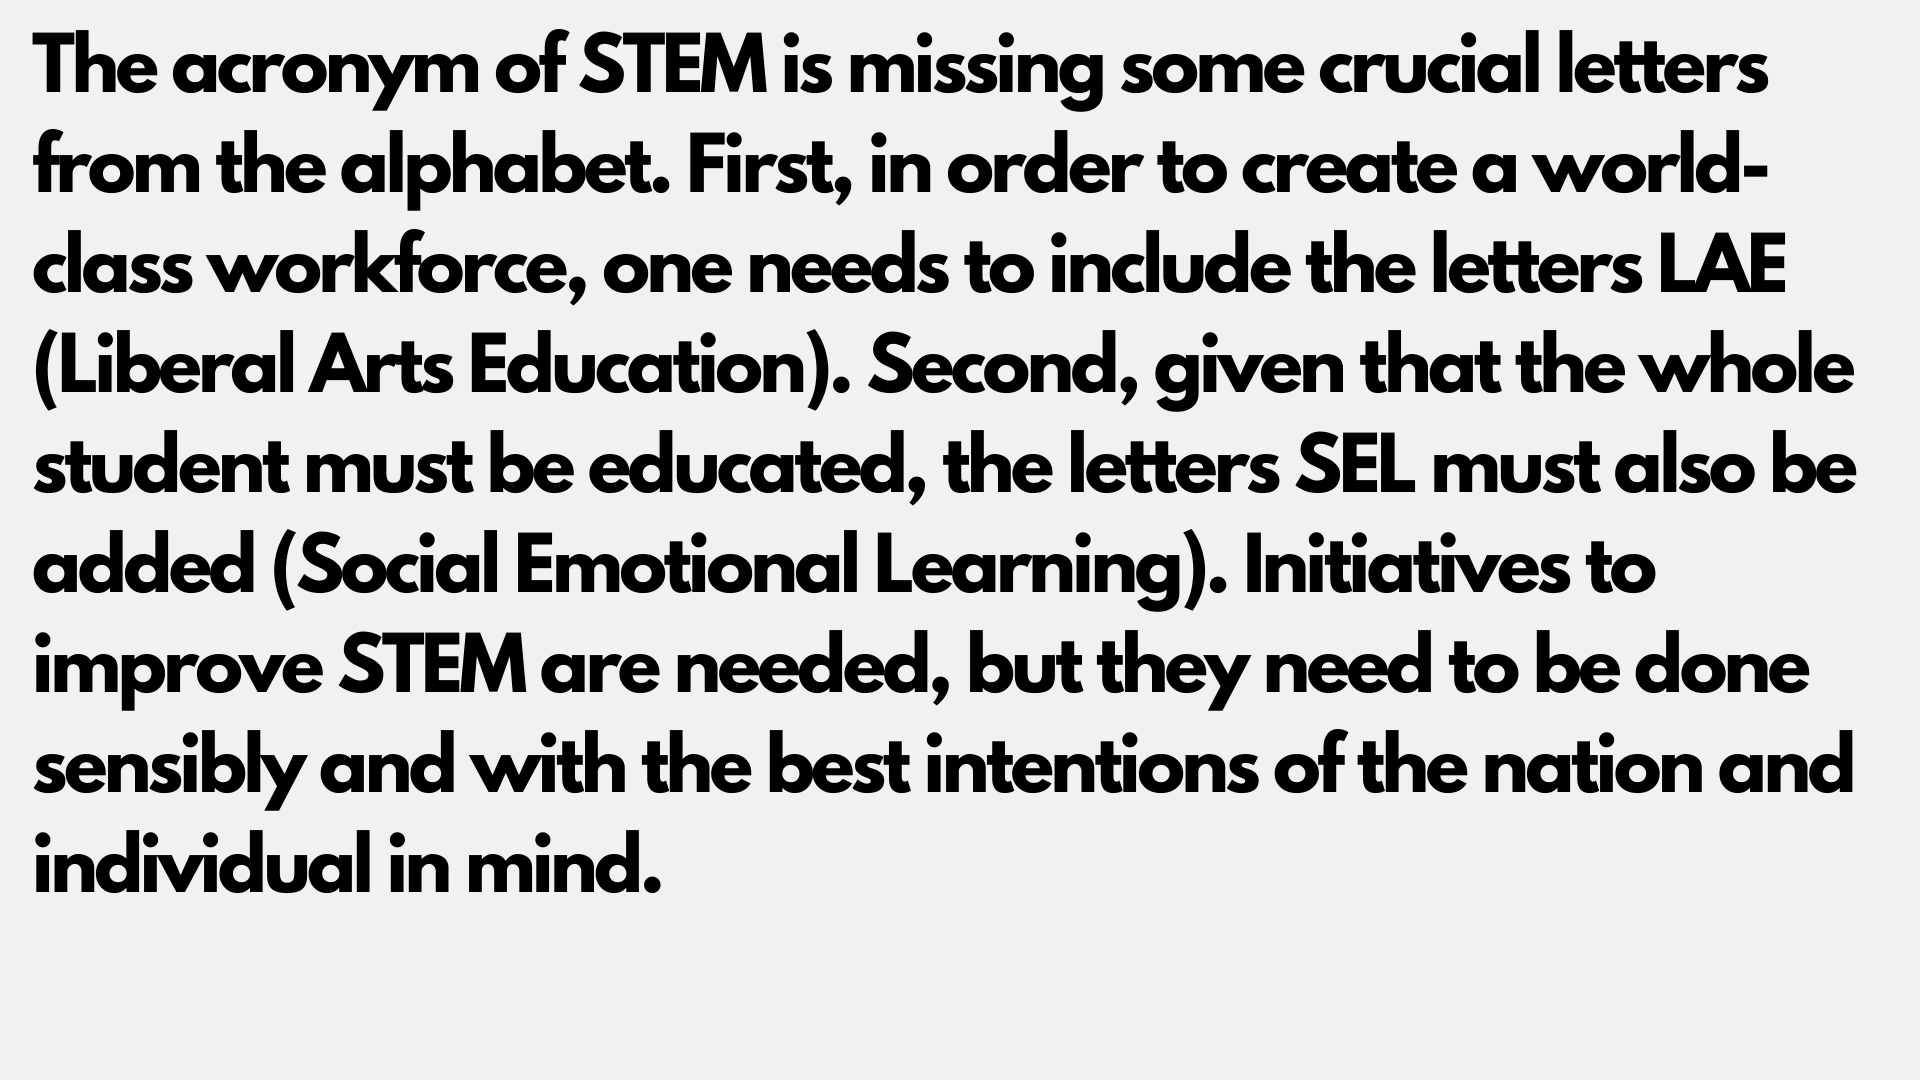 The acronym of STEM is missing some crucial letters
from the alphabet. First, in order to create a world-
class workforce, one needs to include the letters LAE
(Liberal Arts Education). Second, given that the whole
student must be educated, the letters SEL must also be
added (Social Emotional Learning). Initiatives to
improve STEM are needed, but they need to be done
sensibly and with the best intentions of the nation and
individual in mind.